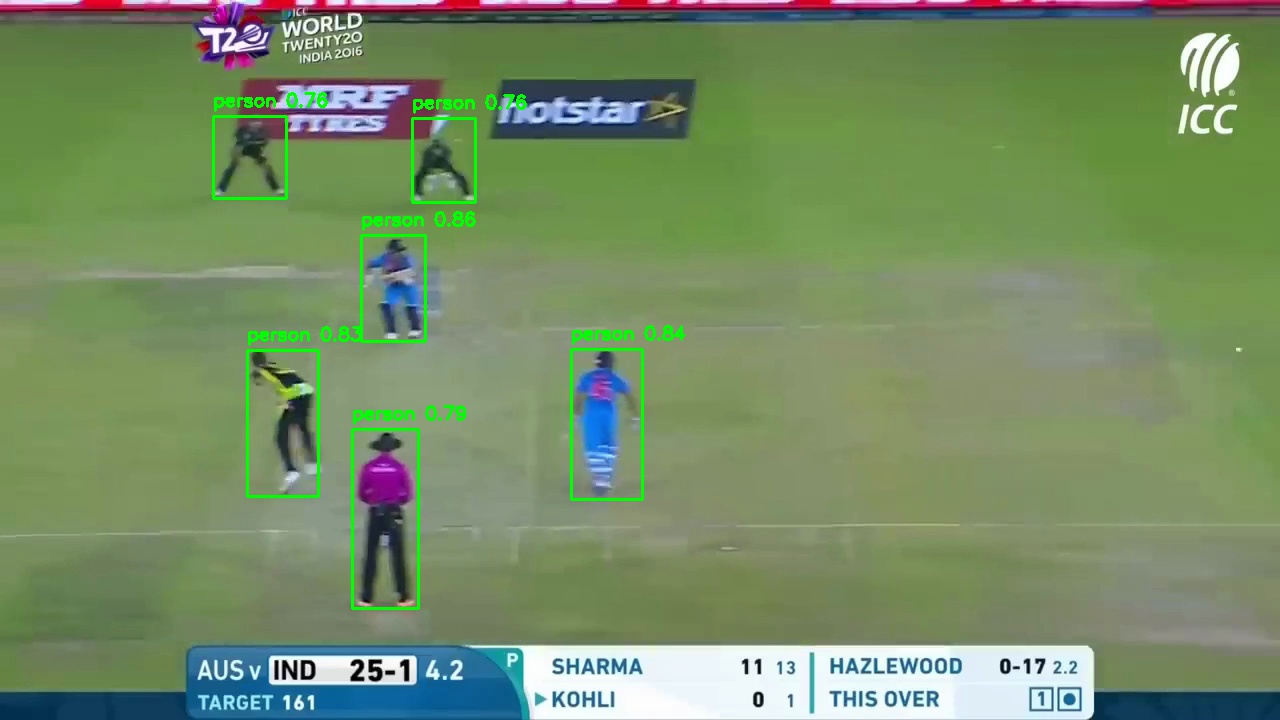 ICC
WORLD
TWENTY20
INDIA 2016
T20
ICC
MRF
TYRES
hotstar
person 0.76
person 0.76
person 0.86
person 0.83
person 0.84
person 0.79
AUS v IND 25-1 4.2
TARGET 161
P
SHARMA 11 13
KOHLI 0 1
HAZLEWOOD 0-17 2.2
THIS OVER 1